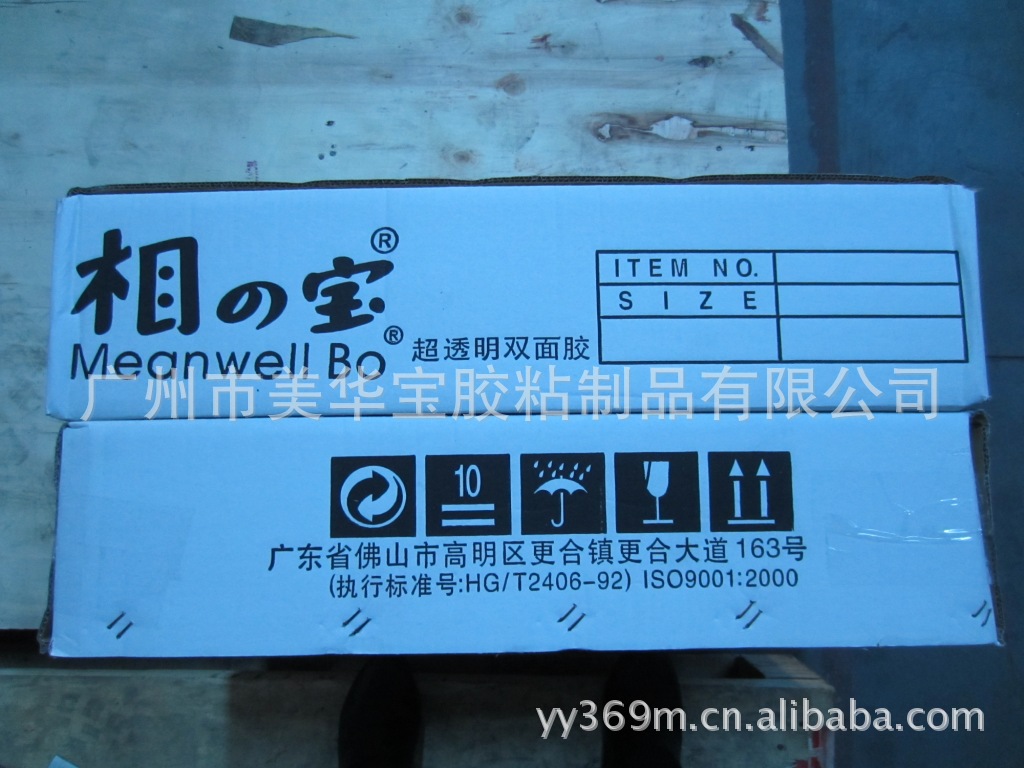 相の宝®
Meanwell Bo® 超透明双面胶
ITEM NO.
SIZE
广州市美华宝胶粘制品有限公司
10
广东省佛山市高明区更合镇更合大道163号
(执行标准号:HG/T2406-92) ISO9001:2000
yy369m.cn.alibaba.com